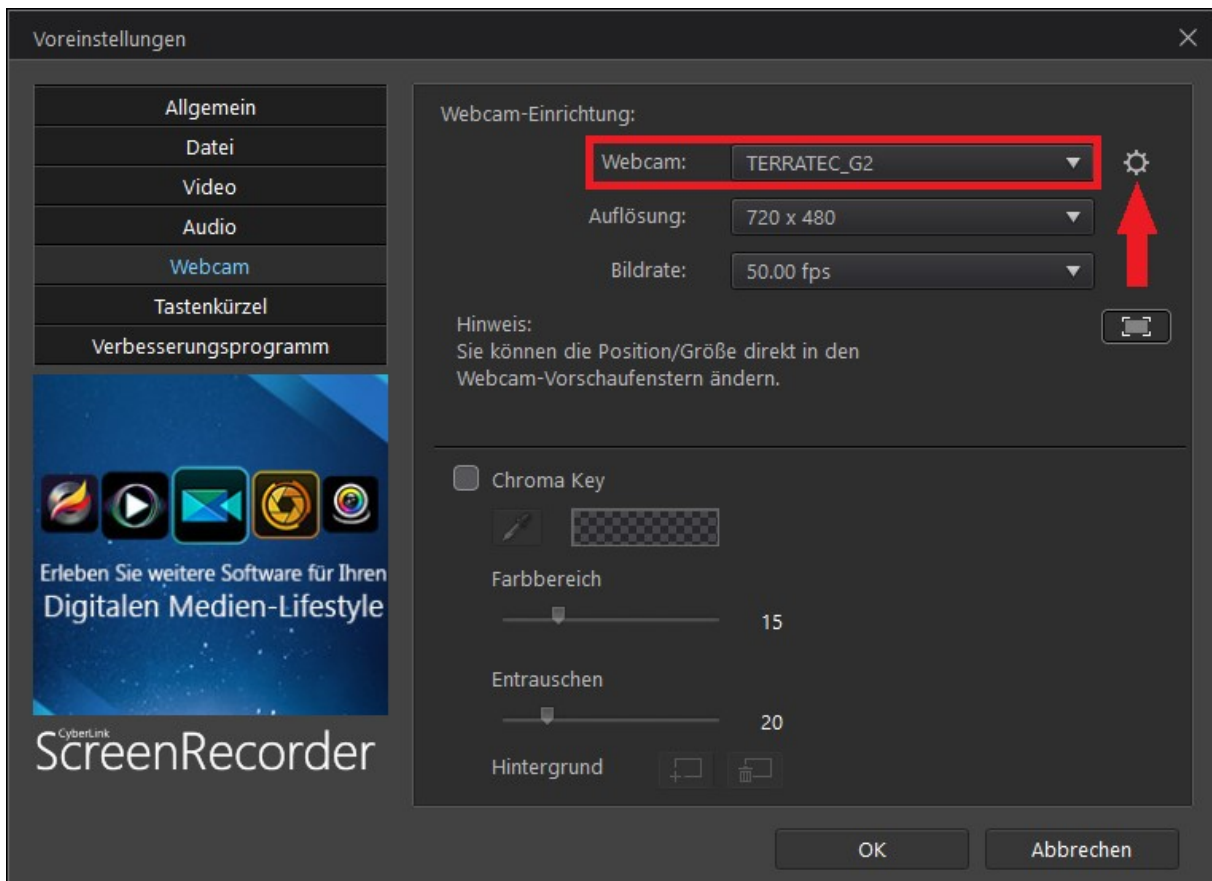 Voreinstellungen
Allgemein
Datei
Video
Audio
Webcam
Tastenkürzel
Verbesserungsprogramm
Erleben Sie weitere Software für Ihren
Digitalen Medien-Lifestyle
CyberLink
ScreenRecorder
Webcam-Einrichtung:
Webcam: TERRATEC_G2
Auflösung: 720 x 480
Bildrate: 50.00 fps
Hinweis:
Sie können die Position/Größe direkt in den
Webcam-Vorschaufenstern ändern.
Chroma Key
Farbbereich
15
Entrauschen
20
Hintergrund
OK Abbrechen